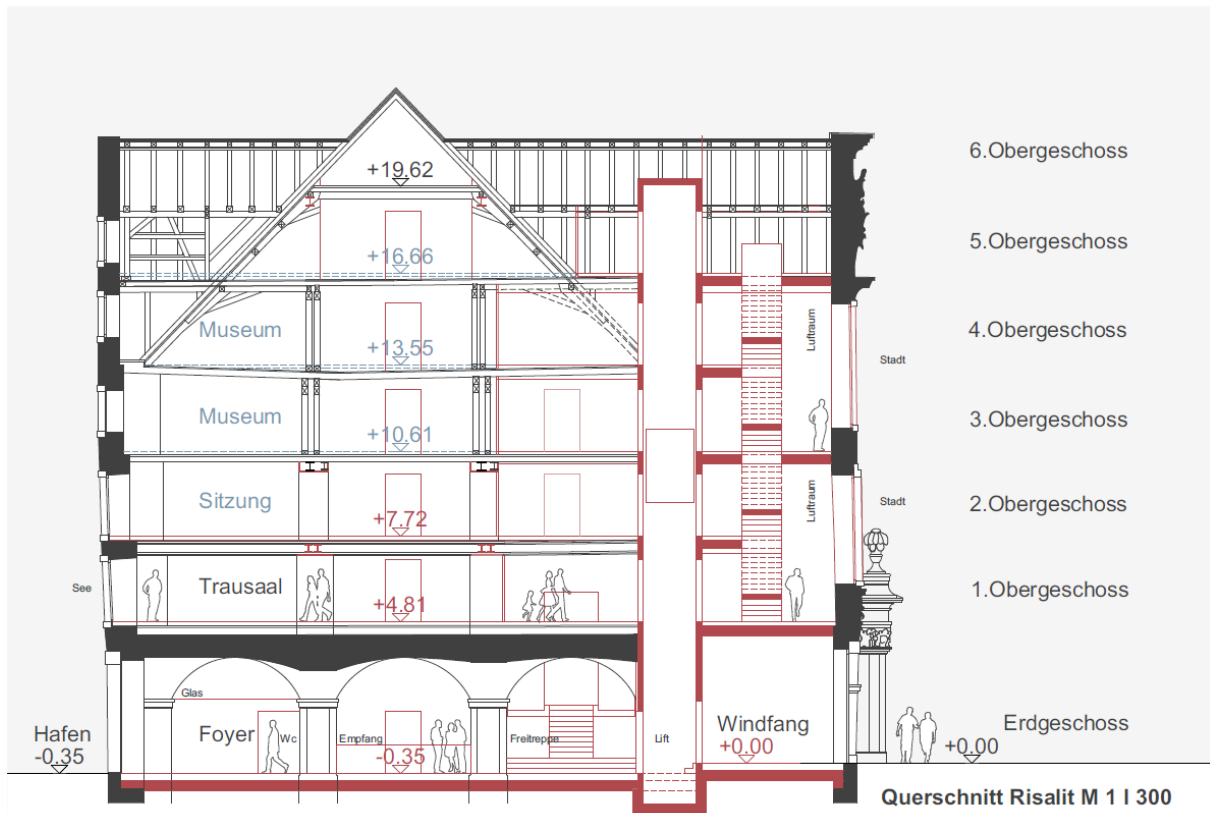 6.Obergeschoss
+19.62
5.Obergeschoss
+16.66
4.Obergeschoss
Museum
Luftraum
+13.55
Stadt
3.Obergeschoss
Museum
+10.61
Sitzung
Luftraum
Stadt
2.Obergeschoss
+7.72
See
Trausaal
1.Obergeschoss
+4.81
Glas
Hafen
-0.35
Foyer
Wc
Empfang
-0.35
Freitreppe
Lift
Windfang
+0.00
+0.00
Erdgeschoss
Querschnitt Risalit M 1 I 300